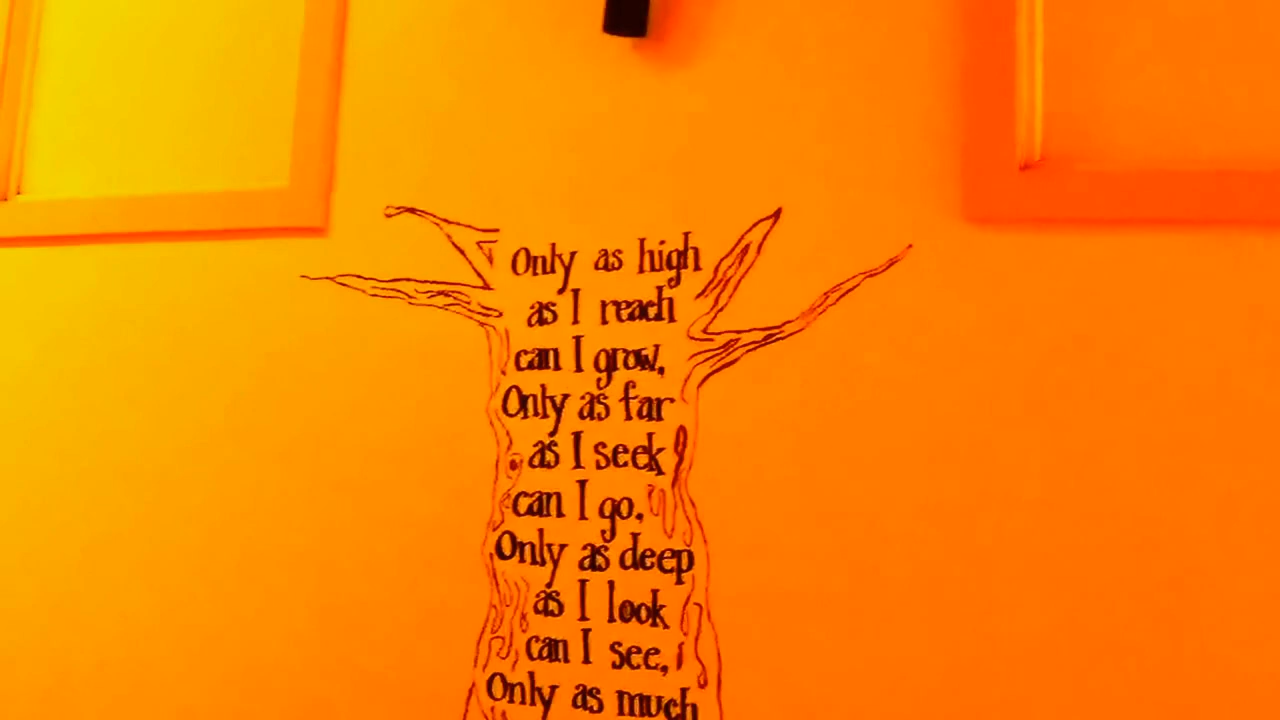 Only as high
as I reach
can I grow,
Only as far
as I seek
can I go,
Only as deep
as I look
can I see,
Only as much